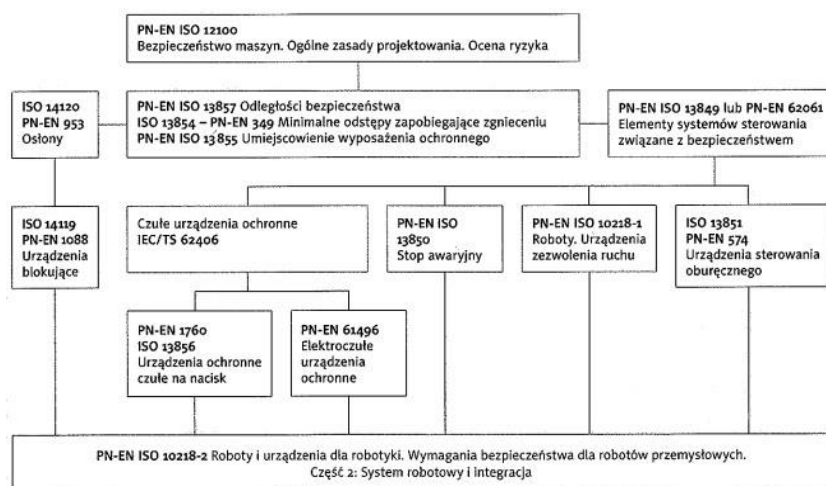 PN-EN ISO 12100
Bezpieczeństwo maszyn. Ogólne zasady projektowania. Ocena ryzyka
ISO 14120
PN-EN 953
Osłony
PN-EN ISO 13857 Odległości bezpieczeństwa
ISO 13854 – PN-EN 349 Minimalne odstępy zapobiegające zgnieceniu
PN-EN ISO 13855 Umiejscowienie wyposażenia ochronnego
PN-EN ISO 13849 lub PN-EN 62061
Elementy systemów sterowania
związane z bezpieczeństwem
ISO 14119
PN-EN 1088
Urządzenia
blokujące
Czułe urządzenia ochronne
IEC/TS 62406
PN-EN ISO
13850
Stop awaryjny
PN-EN ISO 10218-1
Roboty. Urządzenia
zezwolenia ruchu
ISO 13851
PN-EN 574
Urządzenia sterowania
oburęcznego
PN-EN 1760
ISO 13856
Urządzenia ochronne
czułe na nacisk
PN-EN 61496
Elektroczułe
urządzenia
ochronne
PN-EN ISO 10218-2 Roboty i urządzenia dla robotyki. Wymagania bezpieczeństwa dla robotów przemysłowych.
Część 2: System robotowy i integracja